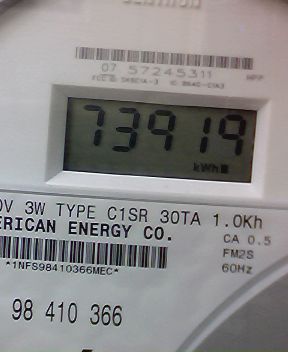 07 57245311
73919
kWh
0V 3W TYPE C1SR 30TA 1.0Kh
ERICAN ENERGY CO.
CA 0.5
FM2S
60Hz
*1NFS98410366MEC*
98 410 366